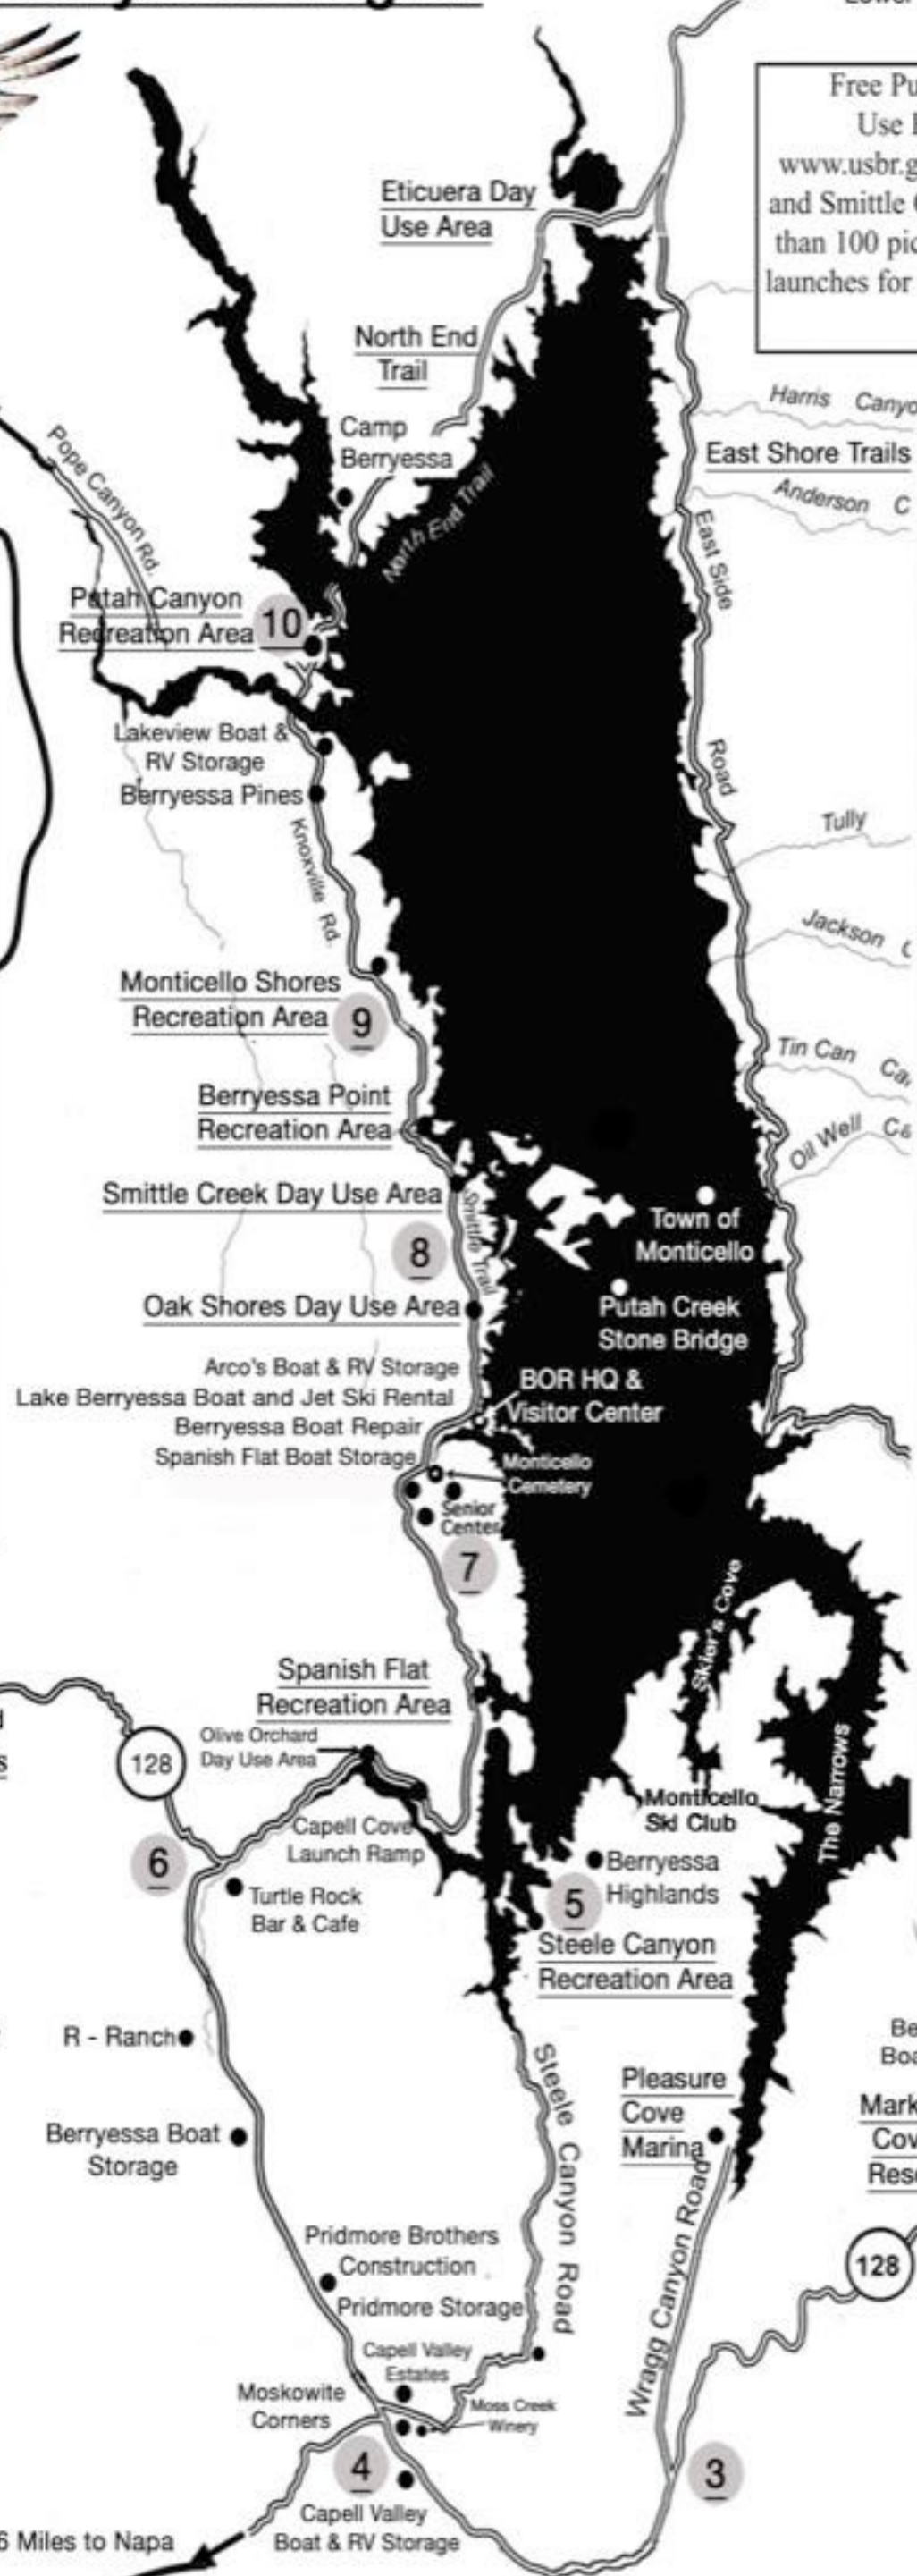 Free Pu
Use
www.usbr.g
and Smittle
than 100 pic
launches for
Eticuera Day
Use Area
North End
Trail
Camp
Berryessa
North End Trail
Harris Canyo
East Shore Trails
Anderson C
Pope Canyon Rd.
East Side
Road
Putah Canyon
Recreation Area
10
Lakeview Boat &
RV Storage
Berryessa Pines
Knoxville Rd.
Tully
Jackson
Monticello Shores
Recreation Area
9
Tin Can Ca
Berryessa Point
Recreation Area
Oil Well Ca
Smittle Creek Day Use Area
Smittle Trail
8
Town of
Monticello
Oak Shores Day Use Area
Putah Creek
Stone Bridge
Arco's Boat & RV Storage
Lake Berryessa Boat and Jet Ski Rental
Berryessa Boat Repair
Spanish Flat Boat Storage
BOR HQ &
Visitor Center
Monticello
Cemetery
Senior
Center
7
Skier's Cove
Spanish Flat
Recreation Area
Olive Orchard
Day Use Area
128
The Narrows
Monticello
Ski Club
Capell Cove
Launch Ramp
6
Berryessa
Highlands
Turtle Rock
Bar & Cafe
5
Steele Canyon
Recreation Area
R - Ranch
Be
Boa
Steele Canyon Road
Pleasure
Cove
Marina
Mark
Cov
Res
Berryessa Boat
Storage
Wragg Canyon Road
Pridmore Brothers
Construction
128
Pridmore Storage
Capell Valley
Estates
Moskowite
Corners
Moss Creek
Winery
4
3
Capell Valley
Boat & RV Storage
6 Miles to Napa